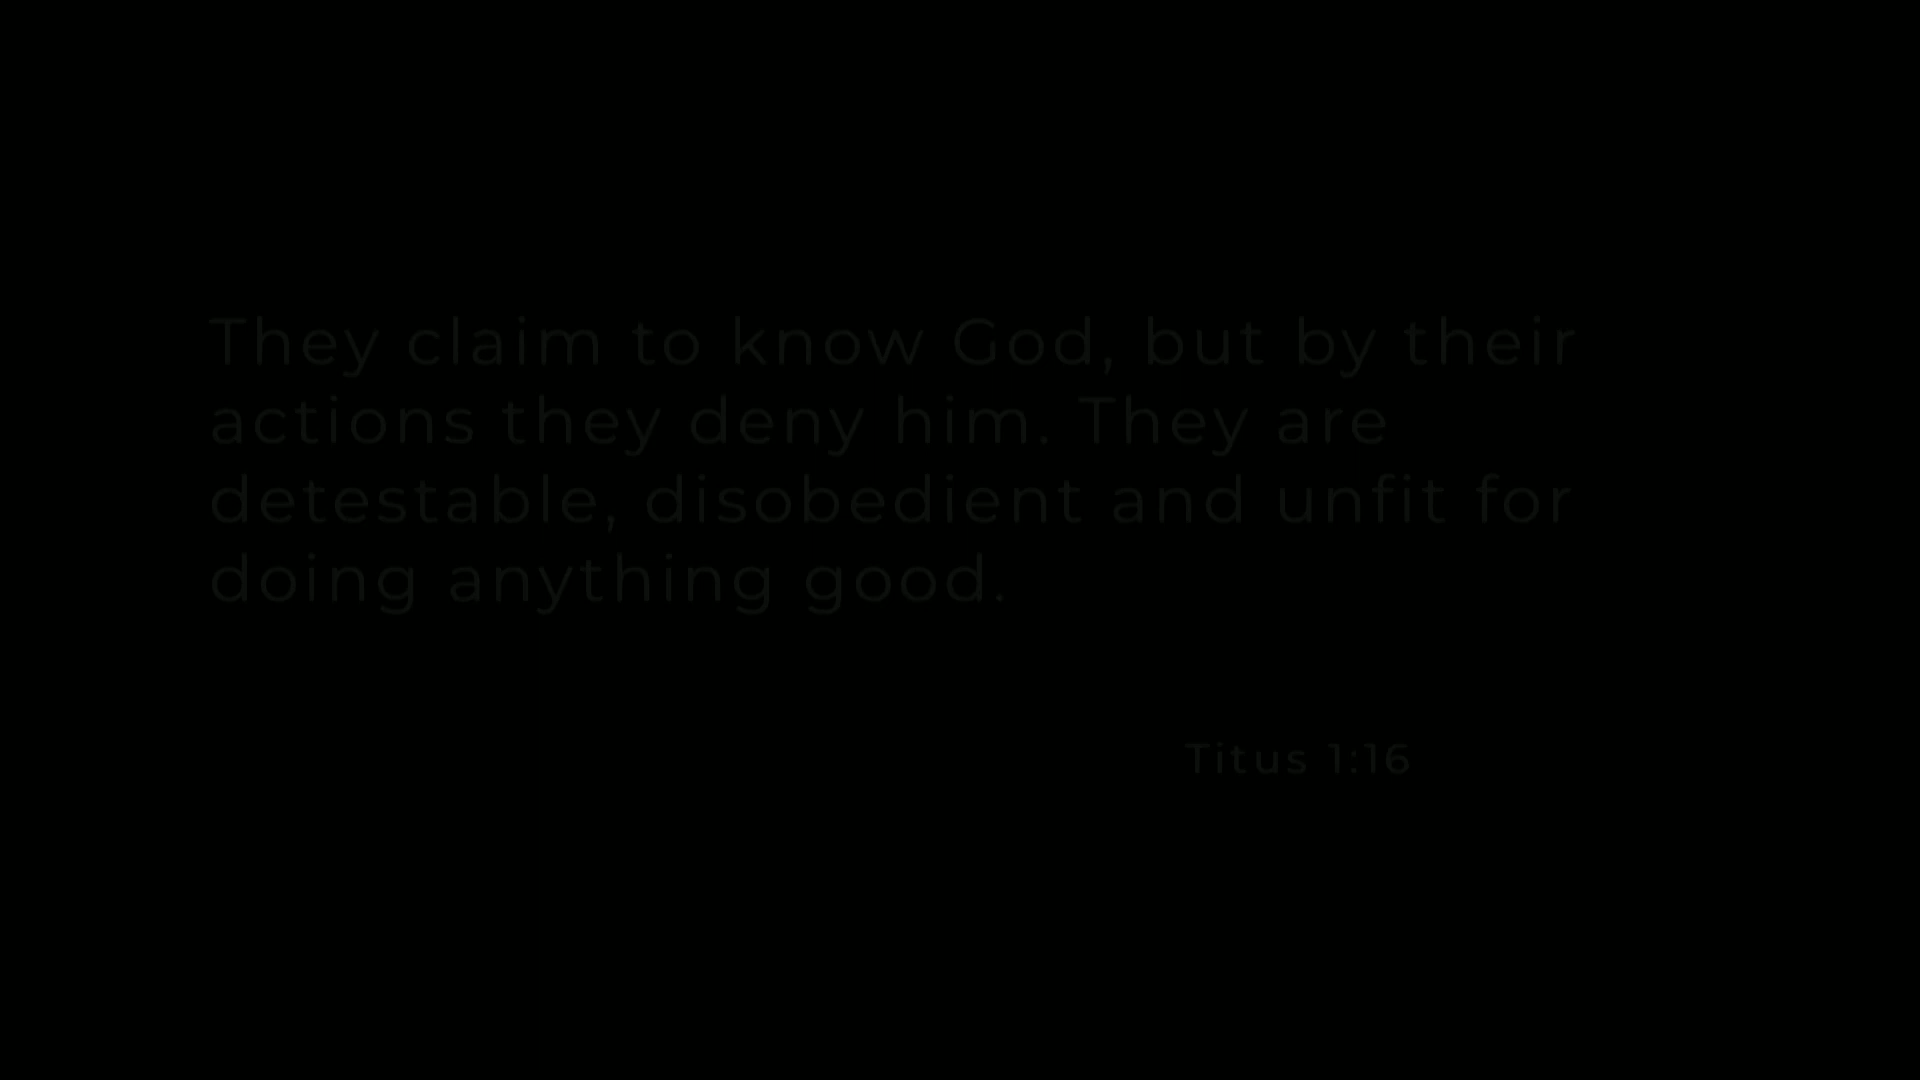 They claim to know God, but by their
actions they deny him. They are
detestable, disobedient and unfit for
doing anything good.
Titus 1:16